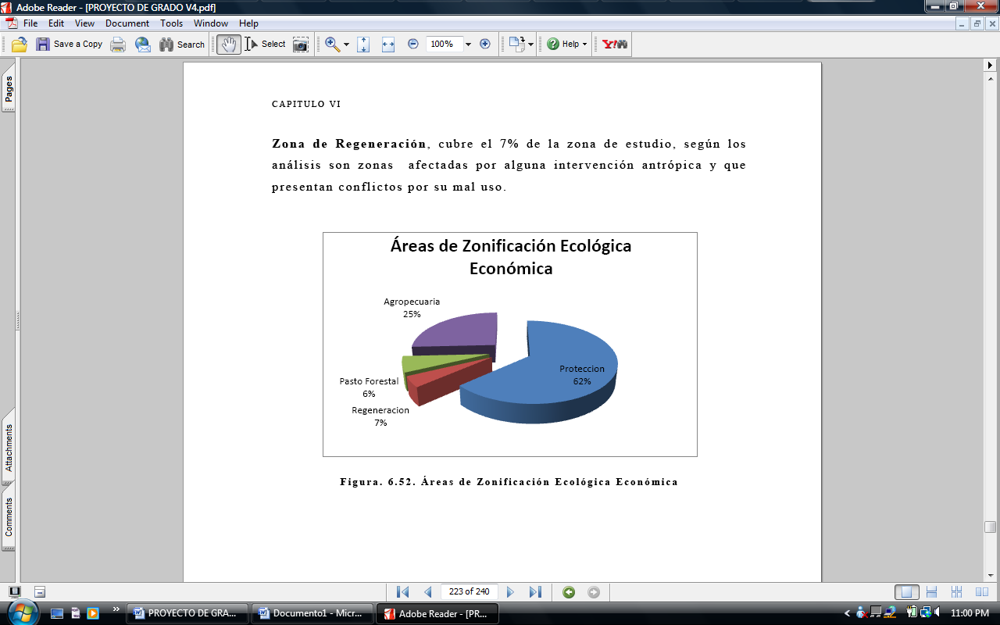 Adobe Reader - [PROYECTO DE GRADO V4.pdf]
File Edit View Document Tools Window Help
Save a Copy Search Select 100% Help Y!
Pages
Attachments
Comments
CAPITULO VI
Zona de Regeneración, cubre el 7% de la zona de estudio, según los
análisis son zonas afectadas por alguna intervención antrópica y que
presentan conflictos por su mal uso.
Áreas de Zonificación Ecológica
Económica
Agropecuaria
25%
Proteccion
62%
Pasto Forestal
6%
Regeneracion
7%
Figura. 6.52. Áreas de Zonificación Ecológica Económica
223 of 240
PROYECTO DE GRA... Documento1 - Micr... Adobe Reader - [PR... 11:00 PM